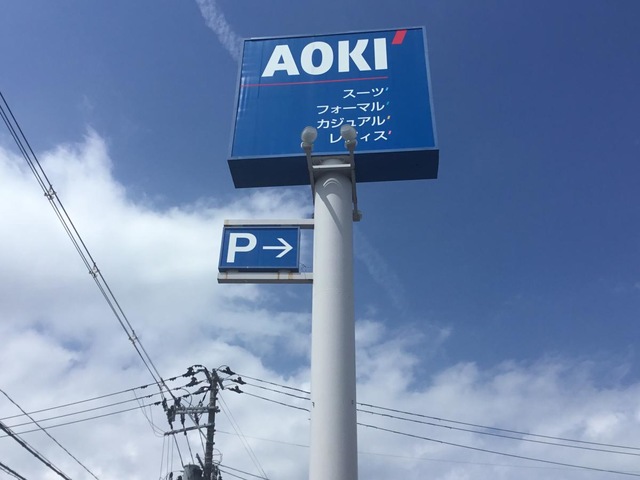 AOKI
スーツ
フォーマル
カジュアル
レディス
P→